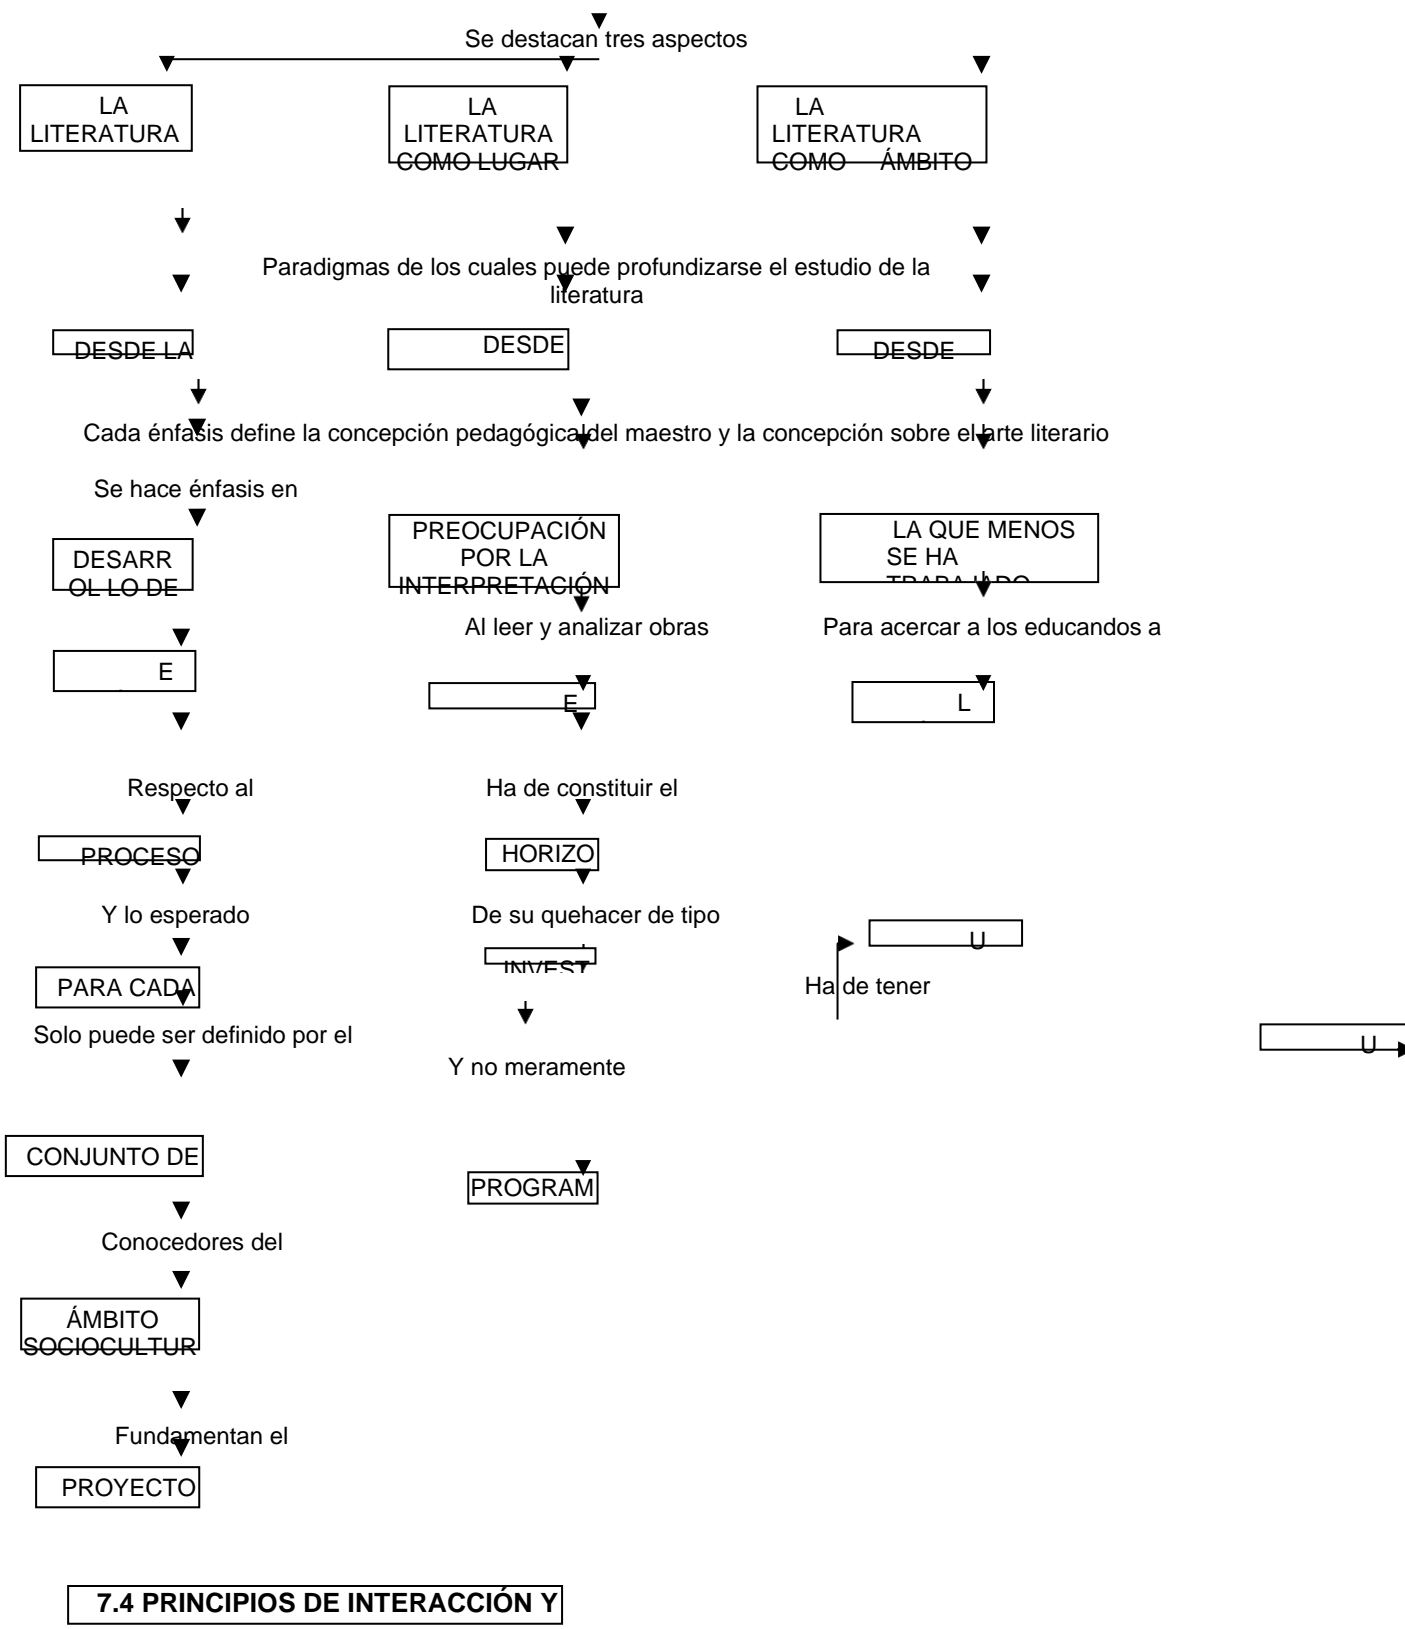 Se destacan tres aspectos
LA
LITERATURA
LA
LITERATURA
COMO LUGAR
LA
LITERATURA
COMO ÁMBITO
Paradigmas de los cuales puede profundizarse el estudio de la
literatura
DESDE LA
DESDE
DESDE
Cada énfasis define la concepción pedagógica del maestro y la concepción sobre el arte literario
Se hace énfasis en
DESARR
OL LO DE
PREOCUPACIÓN
POR LA
INTERPRETACIÓN
LA QUE MENOS
SE HA
TRABAJADO
Al leer y analizar obras
Para acercar a los educandos a
E
E
L
Respecto al
Ha de constituir el
PROCESO
HORIZO
Y lo esperado
De su quehacer de tipo
U
INVEST
PARA CADA
Ha de tener
Solo puede ser definido por el
U
Y no meramente
CONJUNTO DE
PROGRAM
Conocedores del
ÁMBITO
SOCIOCULTUR
Fundamentan el
PROYECTO
7.4 PRINCIPIOS DE INTERACCIÓN Y